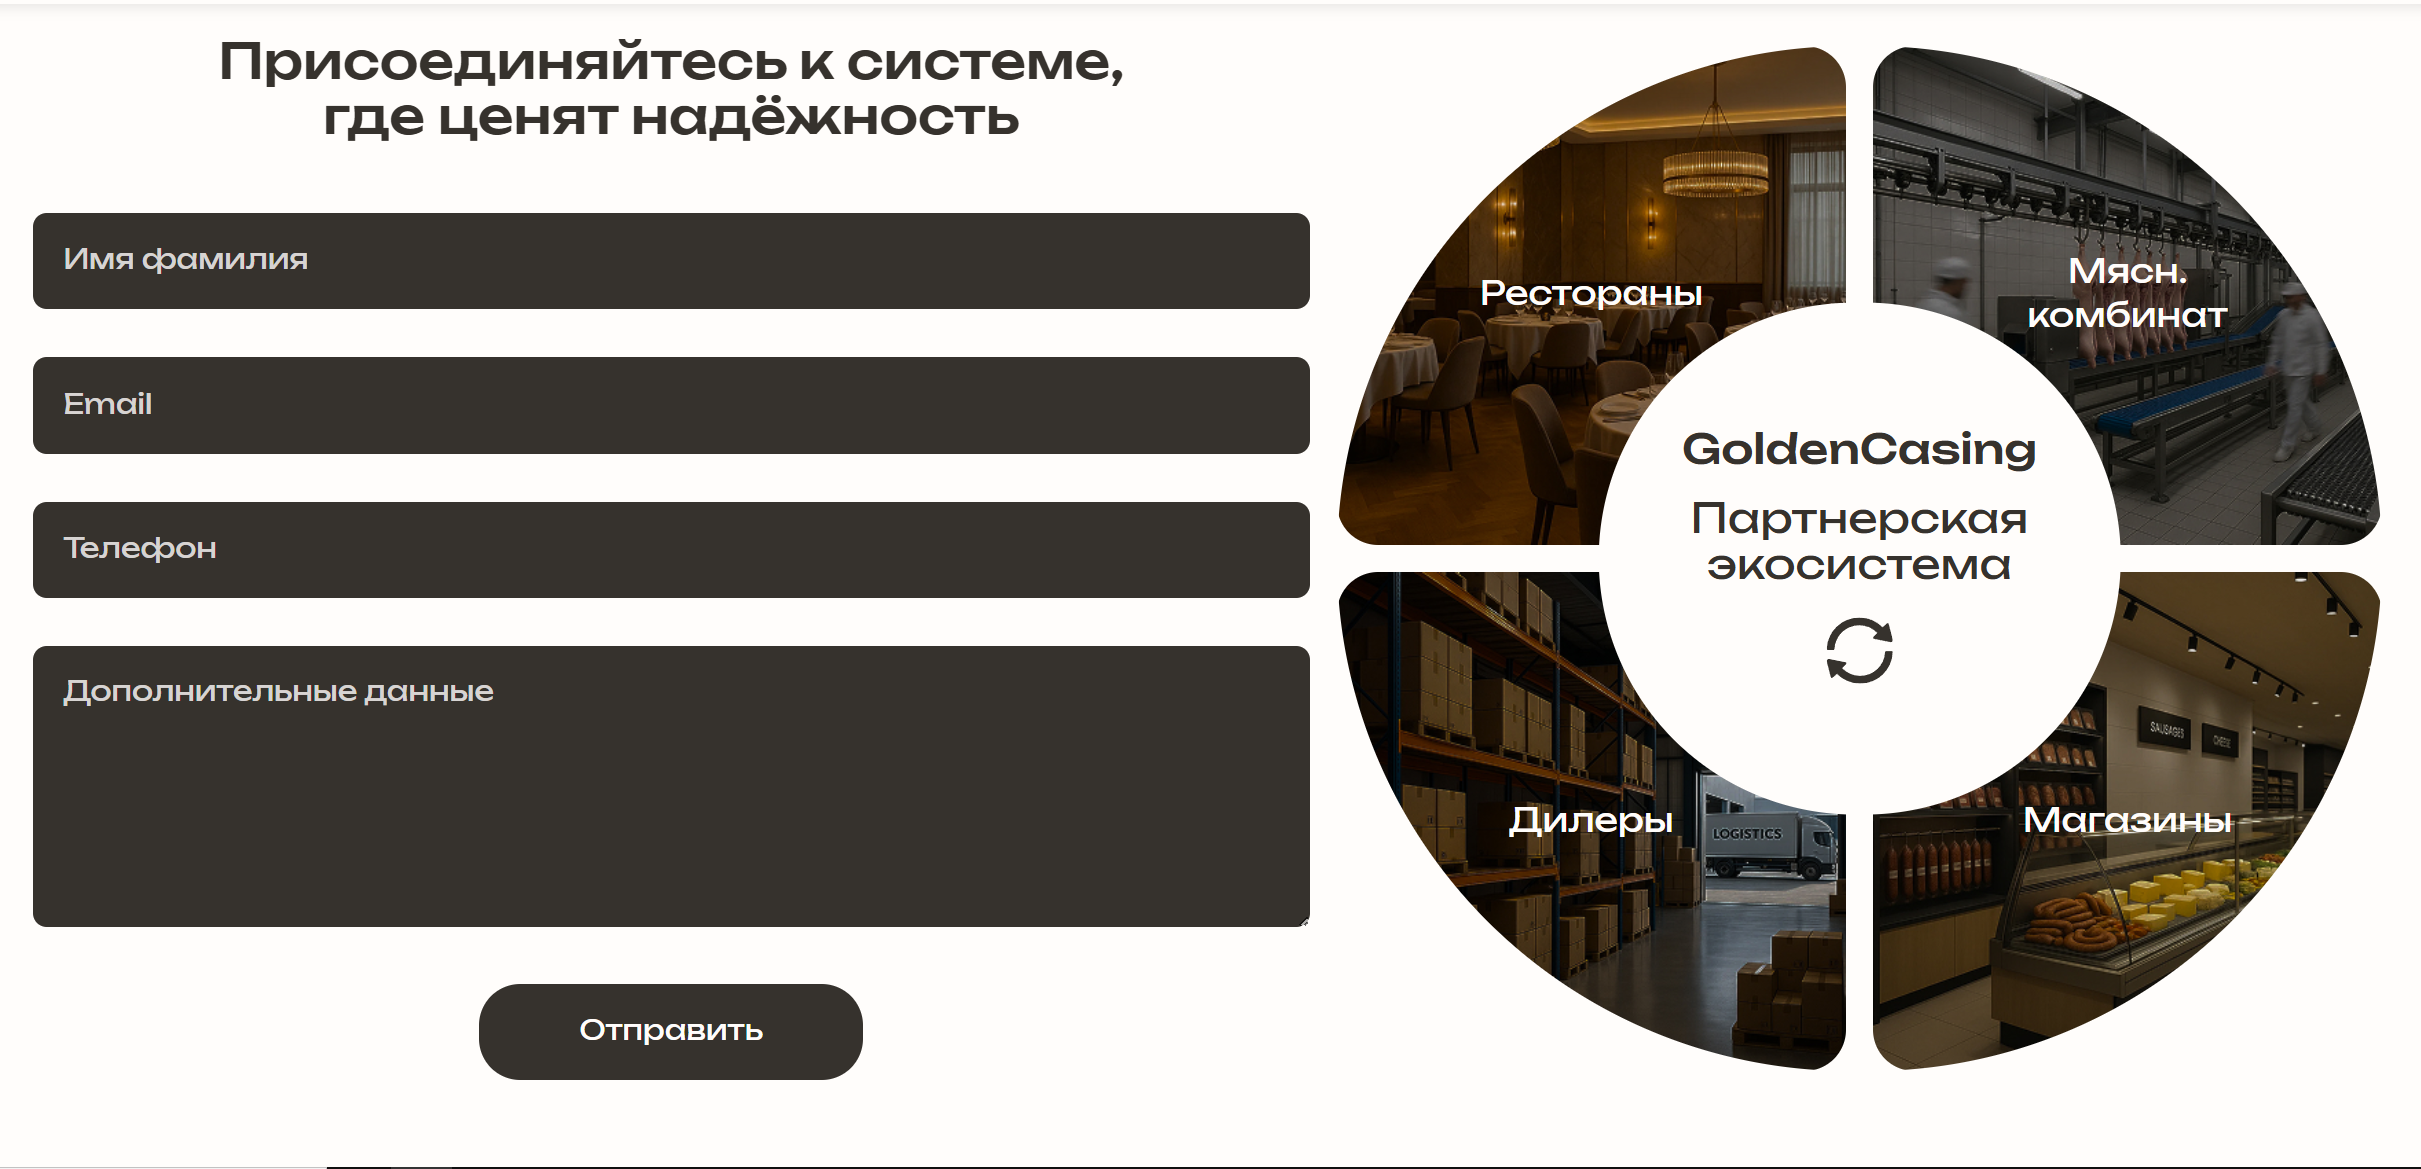 Присоединяйтесь к системе,
где ценят надёжность
Имя фамилия
Email
Телефон
Дополнительные данные
Отправить
Рестораны
Мясн.
комбинат
GoldenCasing
Партнерская
экосистема
Дилеры
LOGISTICS
Магазины
SAUSAGES
CHEESE